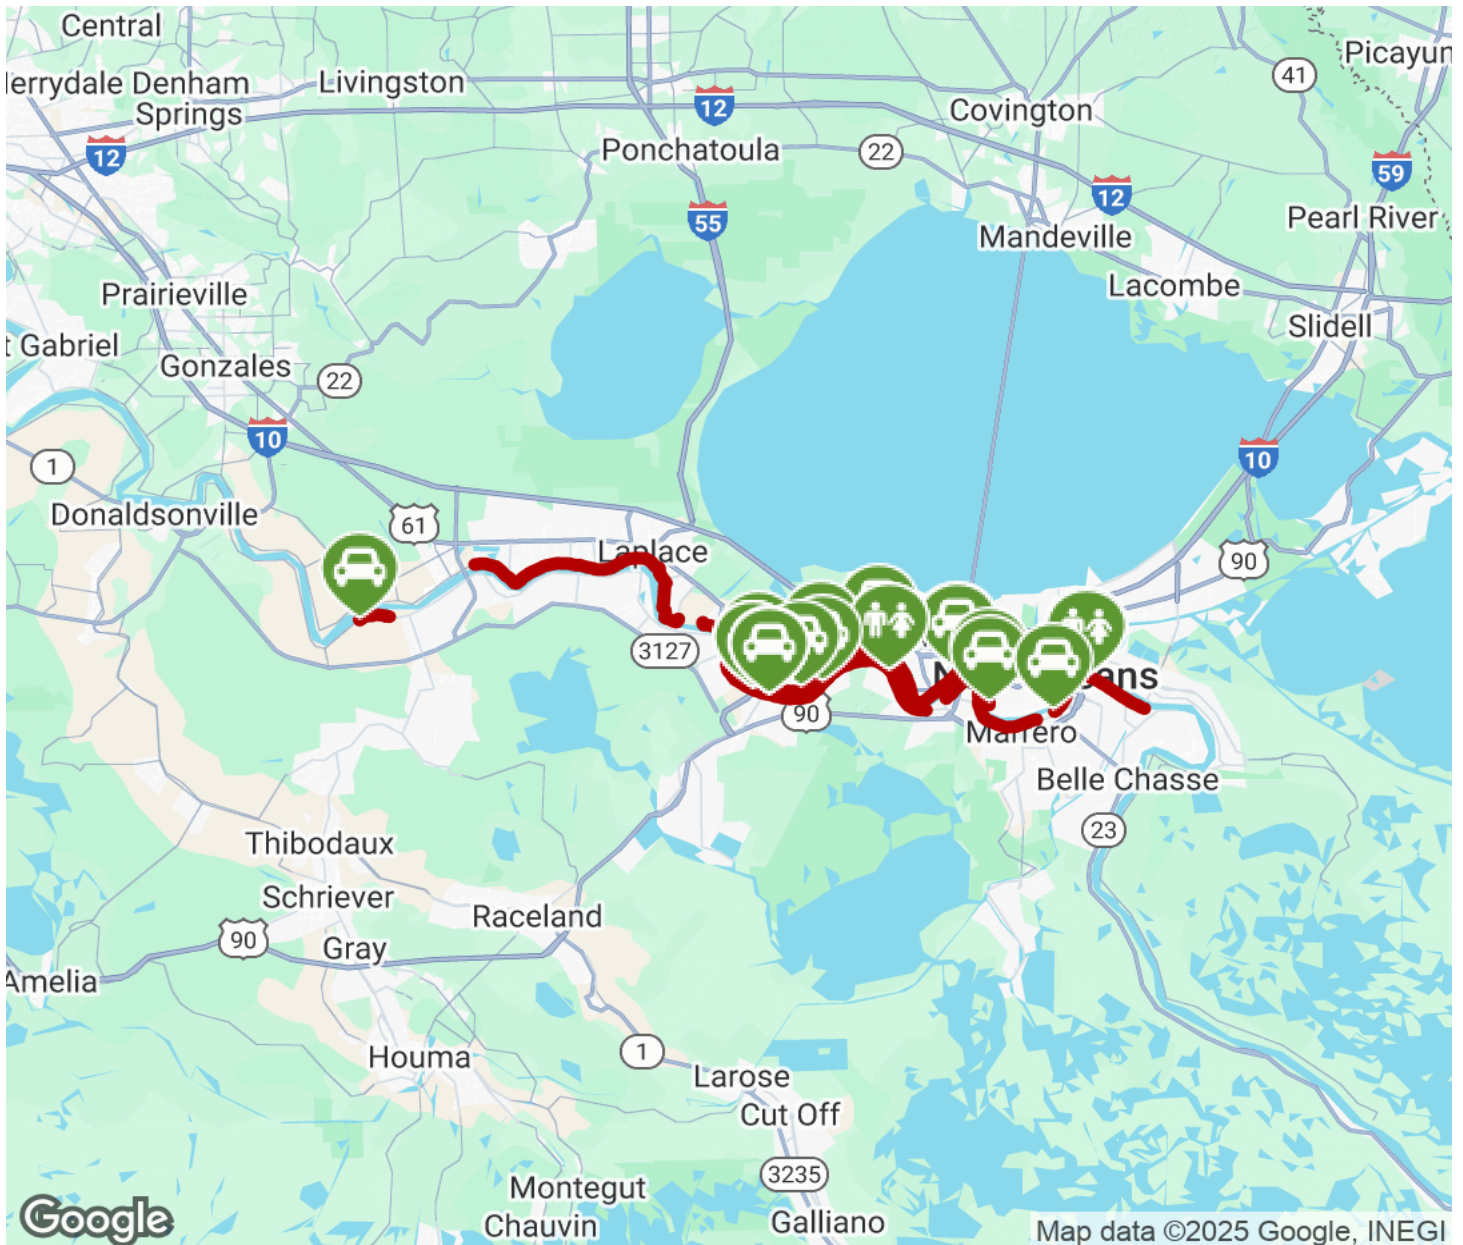 Central
Picayun
41
Livingston
Merrydale Denham
Springs
12
Covington
12
Ponchatoula
22
59
12
55
Pearl River
Mandeville
Lacombe
Prairieville
Slidell
t Gabriel
Gonzales
22
10
10
1
Donaldsonville
61
Laplace
90
3127
90
Marrero
Belle Chasse
23
Thibodaux
Schriever
Raceland
90
Gray
Amelia
1
Houma
Larose
Cut Off
3235
Montegut
Chauvin
Galliano
Google
Map data ©2025 Google, INEGI